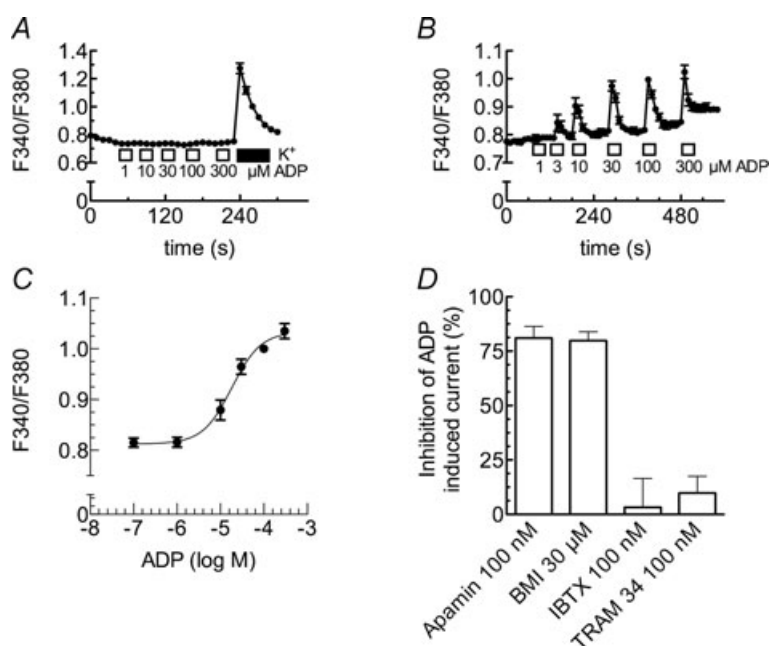 A
F340/F380
1.4
1.2
1.0
0.8
0.6
0
K+
1 10 30 100 300 µM ADP
0 120 240
time (s)
B
F340/F380
1.1
1.0
0.9
0.8
0.7
0
1 3 10 30 100 300 µM ADP
0 240 480
time (s)
C
F340/F380
1.1
1.0
0.9
0.8
0
-8 -7 -6 -5 -4 -3
ADP (log M)
D
Inhibition of ADP
induced current (%)
100
75
50
25
0
Apamin 100 nM
BMI 30 µM
IBTX 100 nM
TRAM 34 100 nM